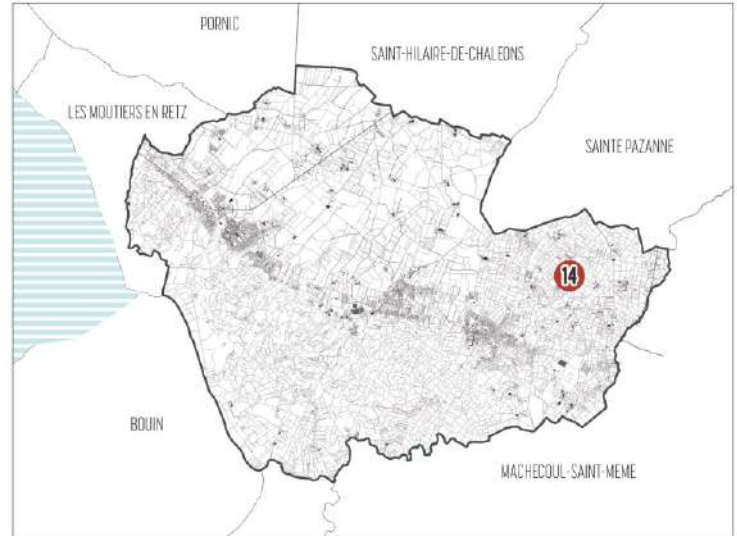 PORNIC
SAINT-HILAIRE-DE-CHALEONS
LES MOUTIERS EN RETZ
SAINTE PAZANNE
14
BOUIN
MACHECOUL-SAINT-MEME